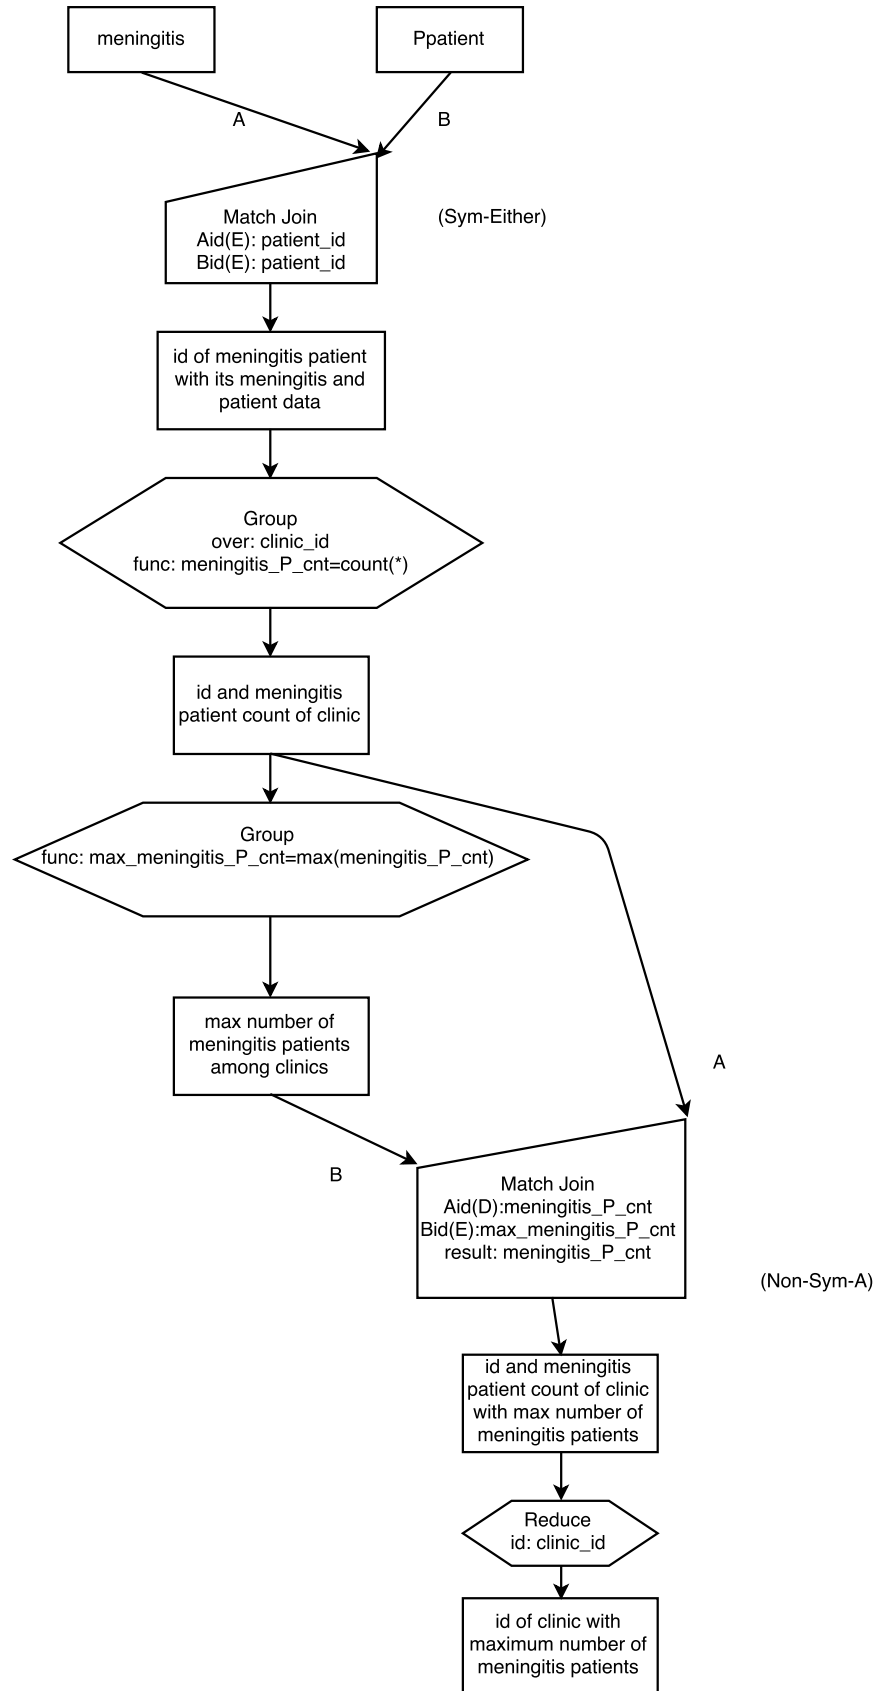 meningitis
Ppatient
A
B
Match Join
Aid(E): patient_id
Bid(E): patient_id
(Sym-Either)
id of meningitis patient
with its meningitis and
patient data
Group
over: clinic_id
func: meningitis_P_cnt=count(*)
id and meningitis
patient count of clinic
Group
func: max_meningitis_P_cnt=max(meningitis_P_cnt)
max number of
meningitis patients
among clinics
A
B
Match Join
Aid(D):meningitis_P_cnt
Bid(E):max_meningitis_P_cnt
result: meningitis_P_cnt
(Non-Sym-A)
id and meningitis
patient count of clinic
with max number of
meningitis patients
Reduce
id: clinic_id
id of clinic with
maximum number of
meningitis patients